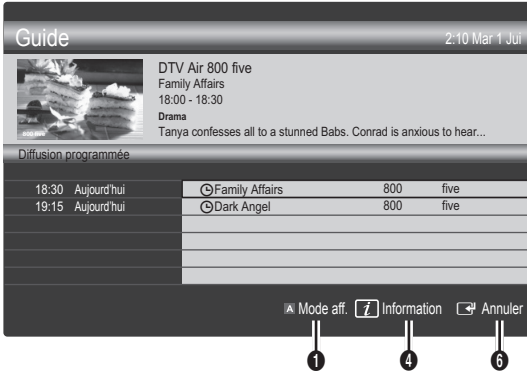 Guide 2:10 Mar 1 Jui
DTV Air 800 five
Family Affairs
18:00 - 18:30
Drama
Tanya confesses all to a stunned Babs. Conrad is anxious to hear...
Diffusion programmée
18:30 Aujourd'hui Family Affairs 800 five
19:15 Aujourd'hui Dark Angel 800 five
A Mode aff. i Information Annuler
1 4 6